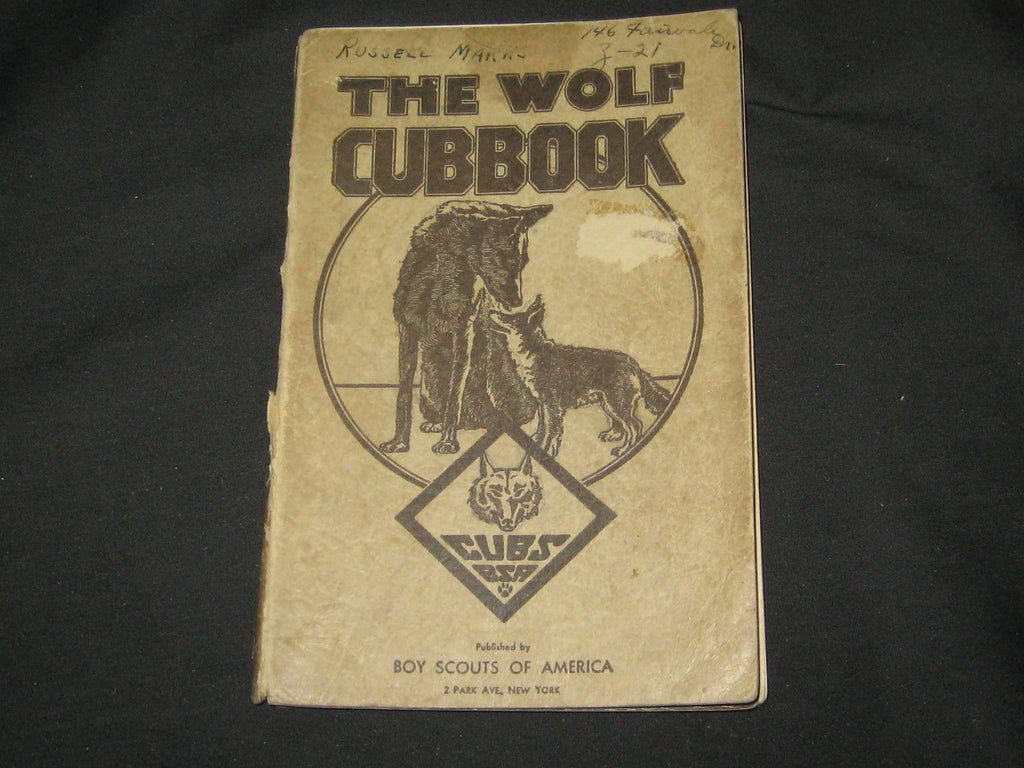 146 Fairvale Dr.
Russell Marks
3-21
THE WOLF
CUBBOOK
CUBS
BSA
Published by
BOY SCOUTS OF AMERICA
2 PARK AVE., NEW YORK